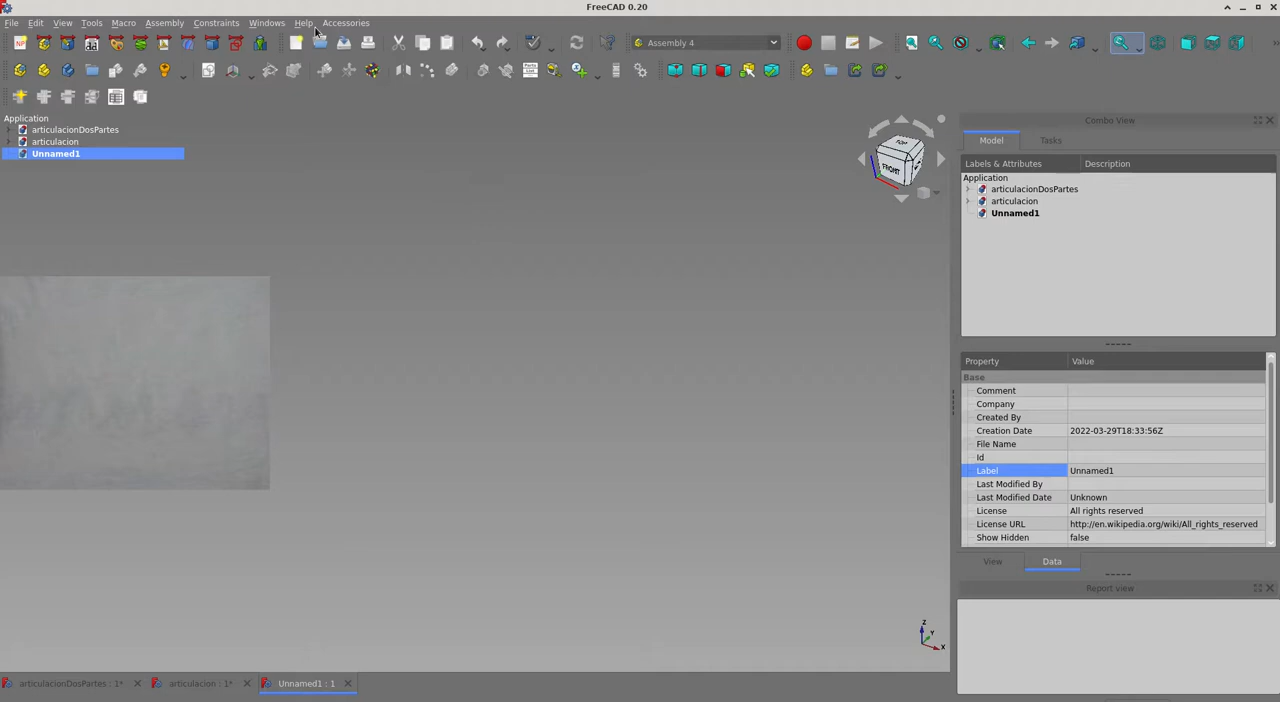 FreeCAD 0.20
File Edit View Tools Macro Assembly Constraints Windows Help Accessories
Assembly 4
Application
articulacionDosPartes
articulacion
Unnamed1
TOP
FRONT
Combo View
Model Tasks
Labels & Attributes Description
Application
articulacionDosPartes
articulacion
Unnamed1
Property Value
Base
Comment
Company
Created By
Creation Date 2022-03-29T18:33:56Z
File Name
Id
Label Unnamed1
Last Modified By
Last Modified Date Unknown
License All rights reserved
License URL http://en.wikipedia.org/wiki/All_rights_reserved
Show Hidden false
View Data
Report view
Z
Y
X
articulacionDosPartes : 1* articulacion : 1* Unnamed1 : 1